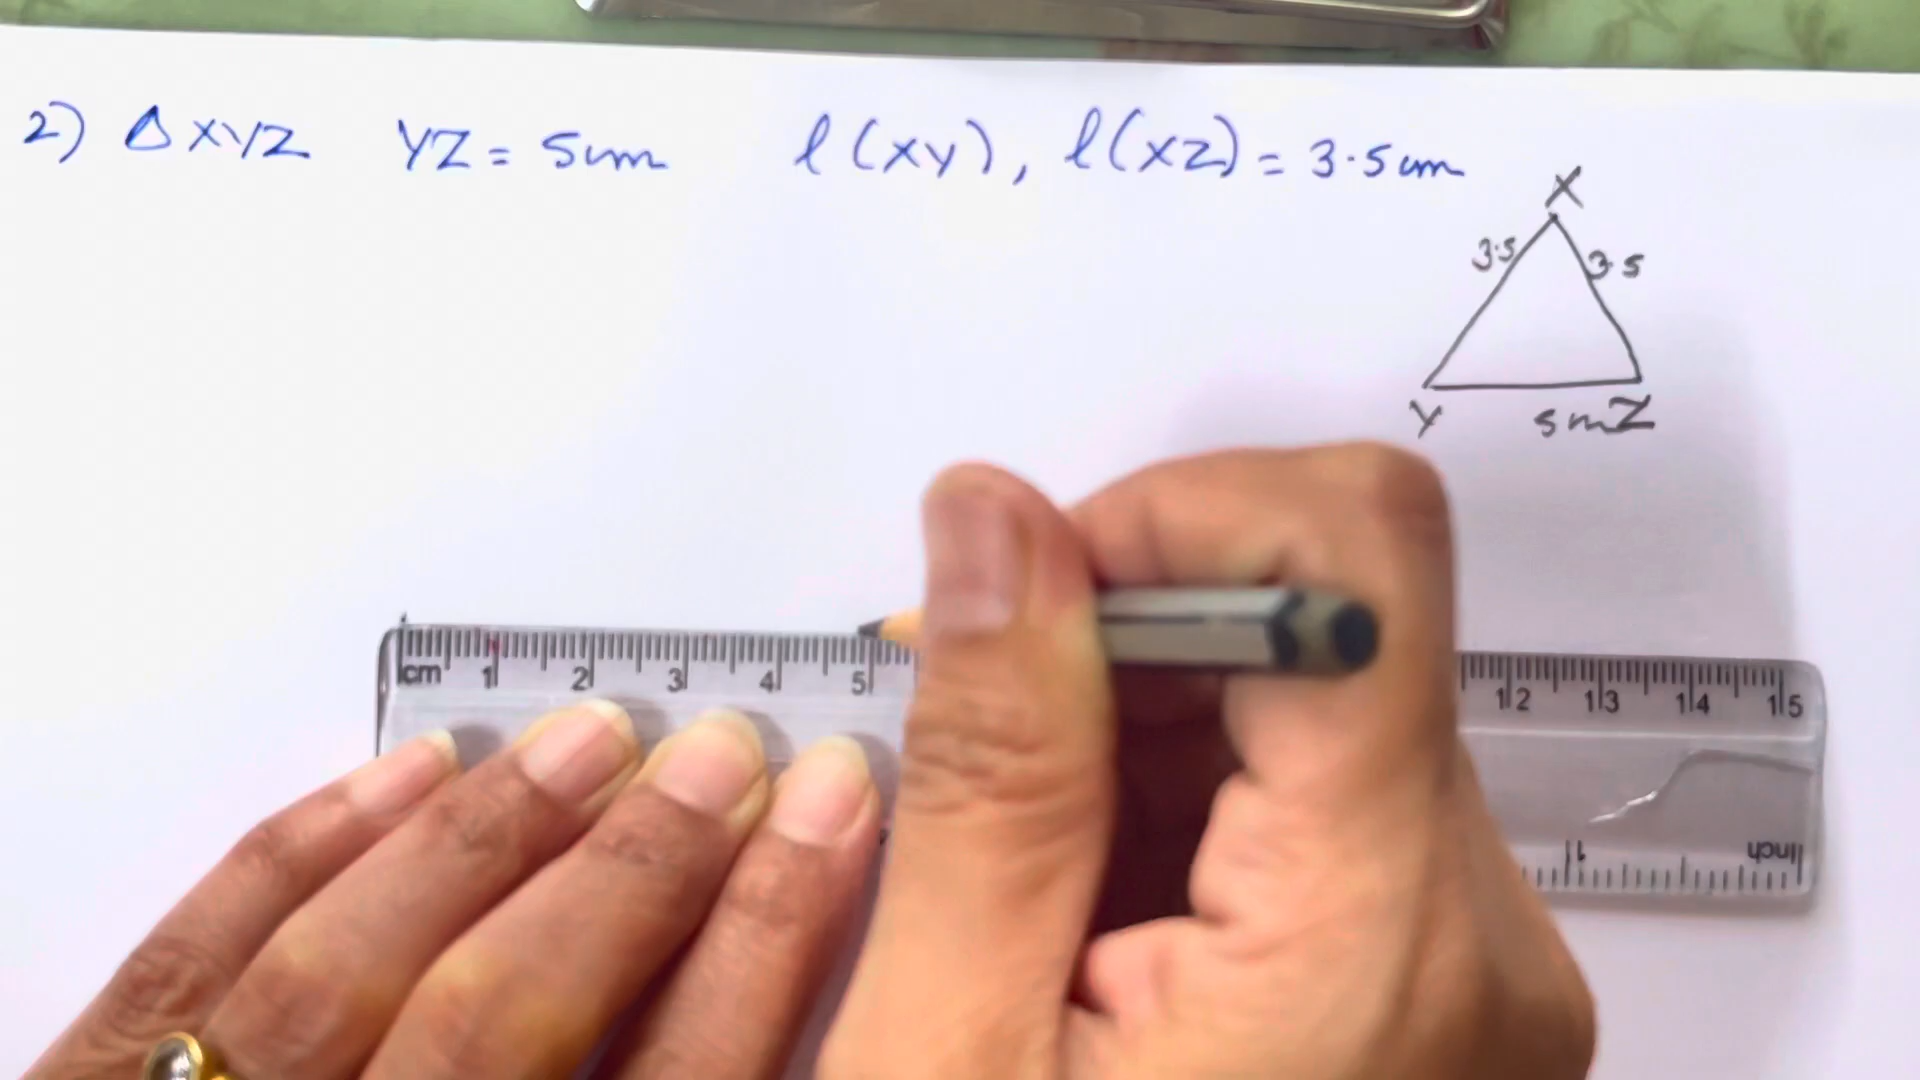 2) Δ XYZ YZ = 5cm l(XY), l(XZ) = 3.5cm
X
3.5 3.5
Y 5cm Z
cm 1 2 3 4 5 12 13 14 15
1 Inch